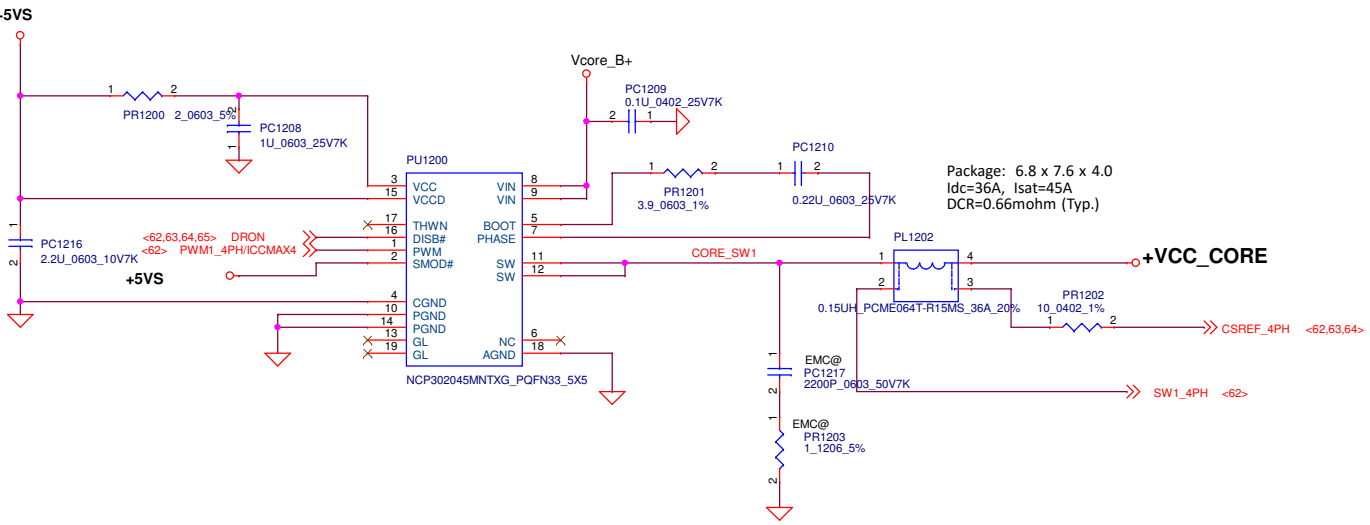 +5VS
Vcore_B+
PC1209
0.1U_0402_25V7K
2 1
1 2
PR1200 2_0603_5%
2
PC1208
1U_0603_25V7K
1
PC1210
1 2
0.22U_0603_25V7K
1 2
PR1201
3.9_0603_1%
Package: 6.8 x 7.6 x 4.0
Idc=36A, Isat=45A
DCR=0.66mohm (Typ.)
PU1200
3 VCC VIN 8
15 VCCD VIN 9
17 THWN BOOT 5
16 DISB# PHASE 7
1 PWM
2 SMOD# SW 11
SW 12
4 CGND
10 PGND
14 PGND
13 GL NC 6
19 GL AGND 18
NCP302045MNTXG_PQFN33_5X5
<62,63,64,65> DRON
<62> PWM1_4PH/ICCMAX4
+5VS
1
PC1216
2.2U_0603_10V7K
2
CORE_SW1
PL1202
1 4
2 3
0.15UH_PCME064T-R15MS_36A_20%
+VCC_CORE
PR1202
10_0402_1%
1 2
CSREF_4PH <62,63,64>
SW1_4PH <62>
1
EMC@
PC1217
2200P_0603_50V7K
2
1
EMC@
PR1203
1_1206_5%
2